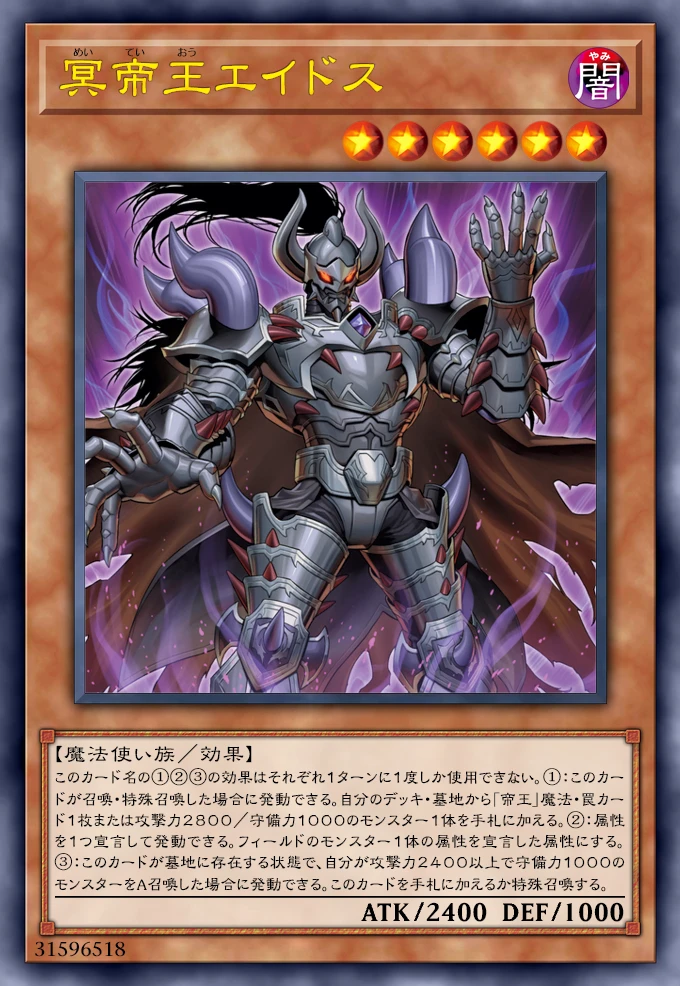 めいていおう
冥帝王エイドス
やみ
闇
【魔法使い族／効果】
このカード名の①②③の効果はそれぞれ1ターンに1度しか使用できない。①：このカー
ドが召喚・特殊召喚した場合に発動できる。自分のデッキ・墓地から「帝王」魔法・罠カー
ド1枚または攻撃力2800／守備力1000のモンスター1体を手札に加える。②：属性
を1つ宣言して発動できる。フィールドのモンスター1体の属性を宣言した属性にする。
③：このカードが墓地に存在する状態で、自分が攻撃力2400以上で守備力1000の
モンスターをA召喚した場合に発動できる。このカードを手札に加えるか特殊召喚する。
ATK/2400 DEF/1000
31596518